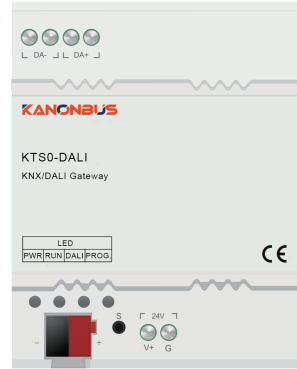 DA- DA+
KANONBUS
KTS0-DALI
KNX/DALI Gateway
LED
PWR RUN DALI PROG.
CE
S 24V
- +
V+ G